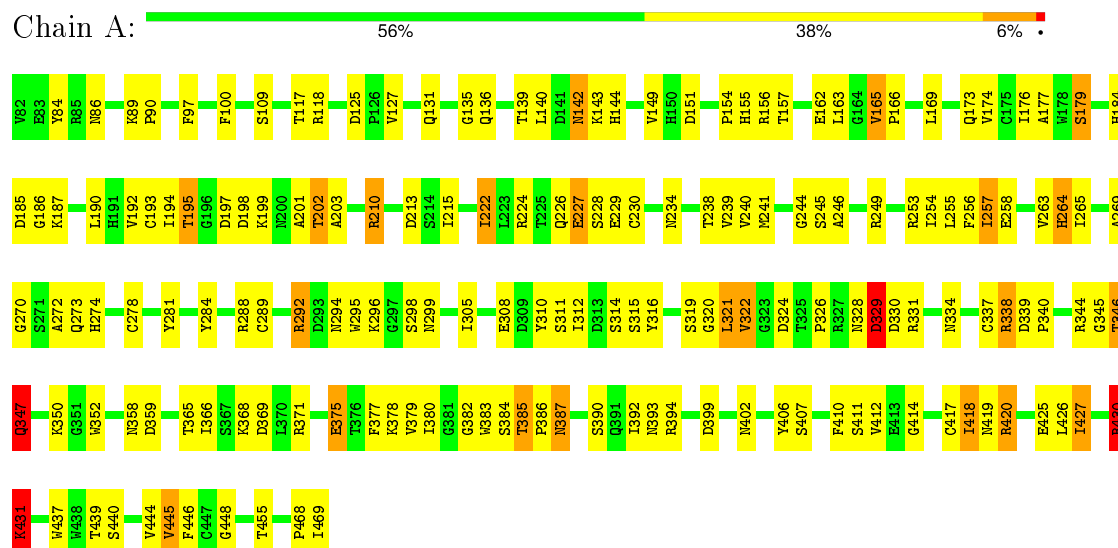 Chain A:
56% 38% 6% •
V82 E83 Y84 R85 N86 K89 P90 F97 F100 S109 T117 R118 D125 P126 V127 Q131 G135 Q136 T139 L140 D141 N142 K143 H144 V149 H150 D151 P154 H155 R156 T157 E162 L163 G164 V165 P166 L169 Q173 V174 C175 I176 A177 W178 S179 H184
D185 G186 K187 L190 H191 V192 C193 I194 T195 G196 D197 D198 K199 N200 A201 T202 A203 R210 D213 S214 I215 I222 L223 R224 T225 Q226 E227 S228 E229 C230 N234 T238 V239 V240 M241 G244 S245 A246 R249 R253 I254 L255 F256 I257 E258 V263 H264 I265 A269
G270 S271 A272 Q273 H274 C278 Y281 Y284 R288 C289 R292 D293 N294 W295 K296 G297 S298 N299 I305 E308 D309 Y310 S311 I312 D313 S314 S315 Y316 S319 G320 L321 V322 G323 D324 T325 P326 R327 N328 D329 D330 R331 N334 C337 R338 D339 P340 R344 G345 T346
Q347 K350 G351 W352 N358 D359 T365 I366 S367 K368 D369 L370 R371 E375 T376 F377 K378 V379 I380 G381 G382 W383 S384 T385 P386 N387 S390 Q391 I392 N393 R394 D399 N402 Y406 S407 F410 S411 V412 E413 G414 C417 I418 N419 R420 E425 L426 I427 R430
K431 W437 W438 T439 S440 V444 V445 F446 C447 G448 T455 P468 I469